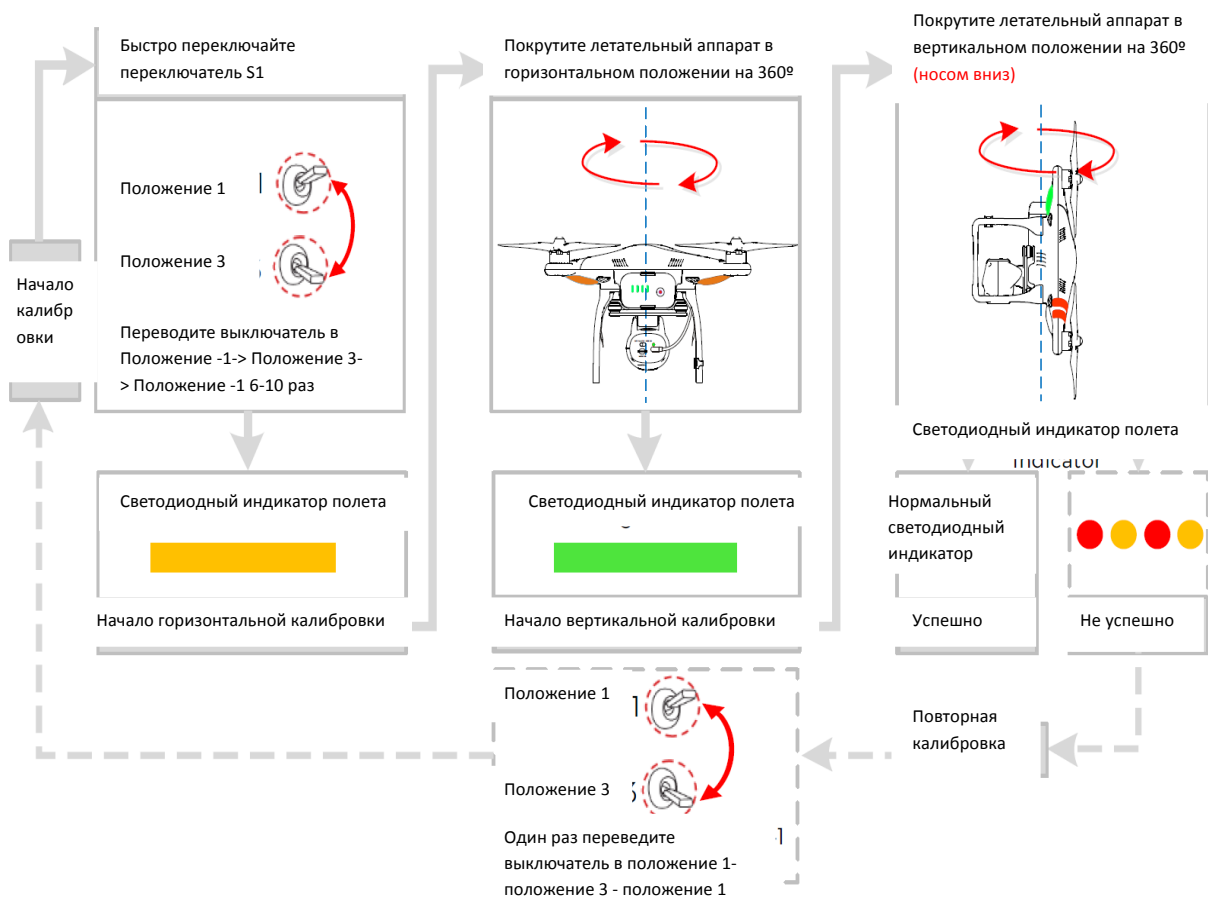 Быстро переключайте
переключатель S1
Положение 1
Положение 3
Переводите выключатель в
Положение -1-> Положение 3-
> Положение -1 6-10 раз
Начало
калибр
овки
Светодиодный индикатор полета
Начало горизонтальной калибровки
Покрутите летательный аппарат в
горизонтальном положении на 360º
Светодиодный индикатор полета
Начало вертикальной калибровки
Покрутите летательный аппарат в
вертикальном положении на 360º
(носом вниз)
Светодиодный индикатор полета
indicator
Нормальный
светодиодный
индикатор
Успешно
Не успешно
Повторная
калибровка
Положение 1
Положение 3
Один раз переведите
выключатель в положение 1-
положение 3 - положение 1